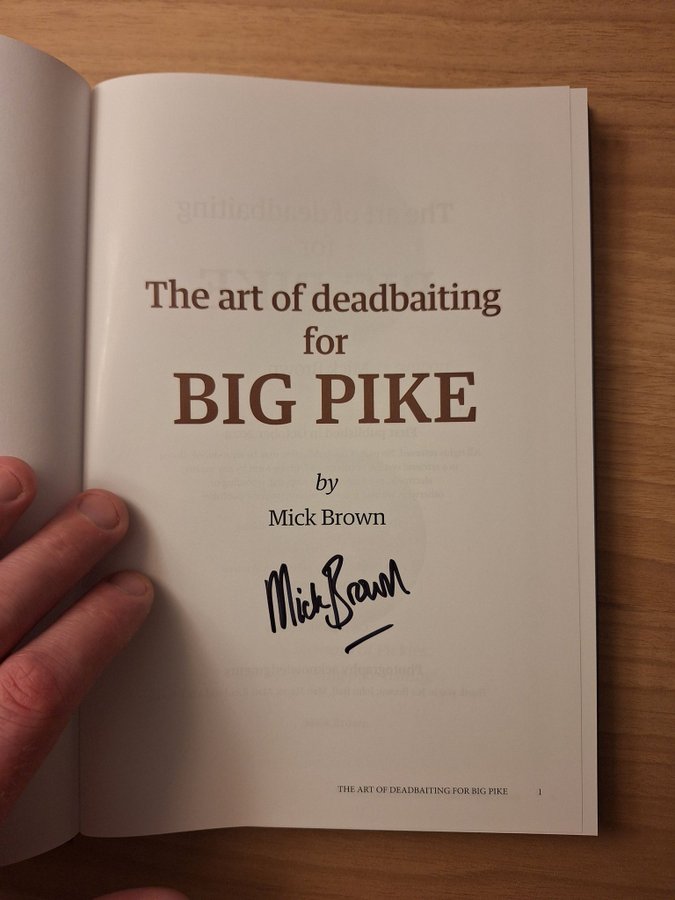 The art of deadbaiting
for
BIG PIKE
by
Mick Brown
Mick Brown
THE ART OF DEADBAITING FOR BIG PIKE 1